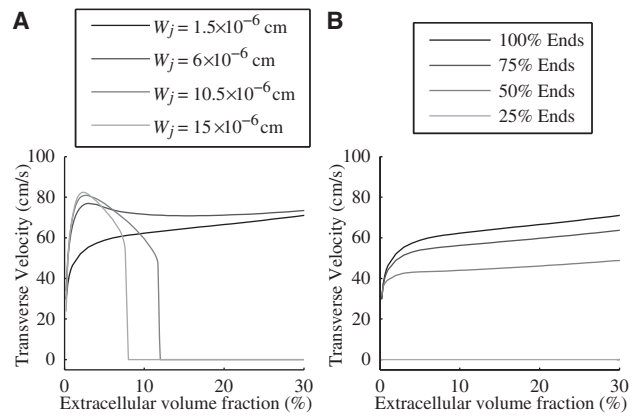 A
W_j = 1.5×10⁻⁶ cm
W_j = 6×10⁻⁶ cm
W_j = 10.5×10⁻⁶ cm
W_j = 15×10⁻⁶ cm
Transverse Velocity (cm/s)
100
80
60
40
20
0
0
10
20
30
Extracellular volume fraction (%)
B
100% Ends
75% Ends
50% Ends
25% Ends
Transverse Velocity (cm/s)
100
80
60
40
20
0
0
10
20
30
Extracellular volume fraction (%)